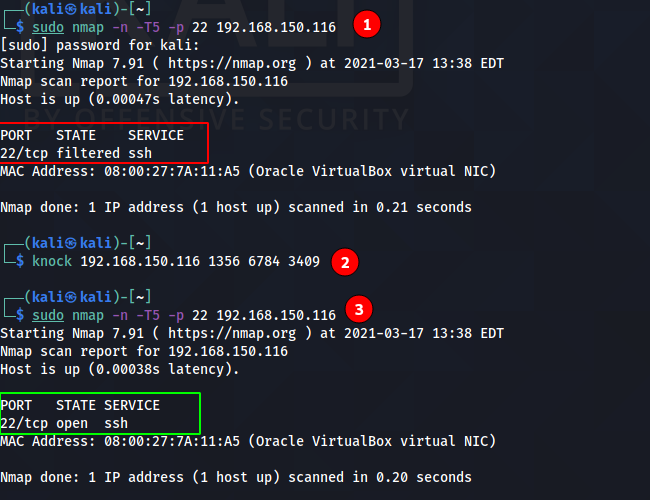 ┌──(kali㉿kali)-[~]
└─$ sudo nmap -n -T5 -p 22 192.168.150.116 1
[sudo] password for kali:
Starting Nmap 7.91 ( https://nmap.org ) at 2021-03-17 13:38 EDT
Nmap scan report for 192.168.150.116
Host is up (0.00047s latency).
BY OFFENSIVE SECURITY
PORT   STATE    SERVICE
22/tcp filtered ssh
MAC Address: 08:00:27:7A:11:A5 (Oracle VirtualBox virtual NIC)
Nmap done: 1 IP address (1 host up) scanned in 0.21 seconds
┌──(kali㉿kali)-[~]
└─$ knock 192.168.150.116 1356 6784 3409 2
┌──(kali㉿kali)-[~]
└─$ sudo nmap -n -T5 -p 22 192.168.150.116 3
Starting Nmap 7.91 ( https://nmap.org ) at 2021-03-17 13:38 EDT
Nmap scan report for 192.168.150.116
Host is up (0.00038s latency).
PORT   STATE SERVICE
22/tcp open  ssh
MAC Address: 08:00:27:7A:11:A5 (Oracle VirtualBox virtual NIC)
Nmap done: 1 IP address (1 host up) scanned in 0.20 seconds